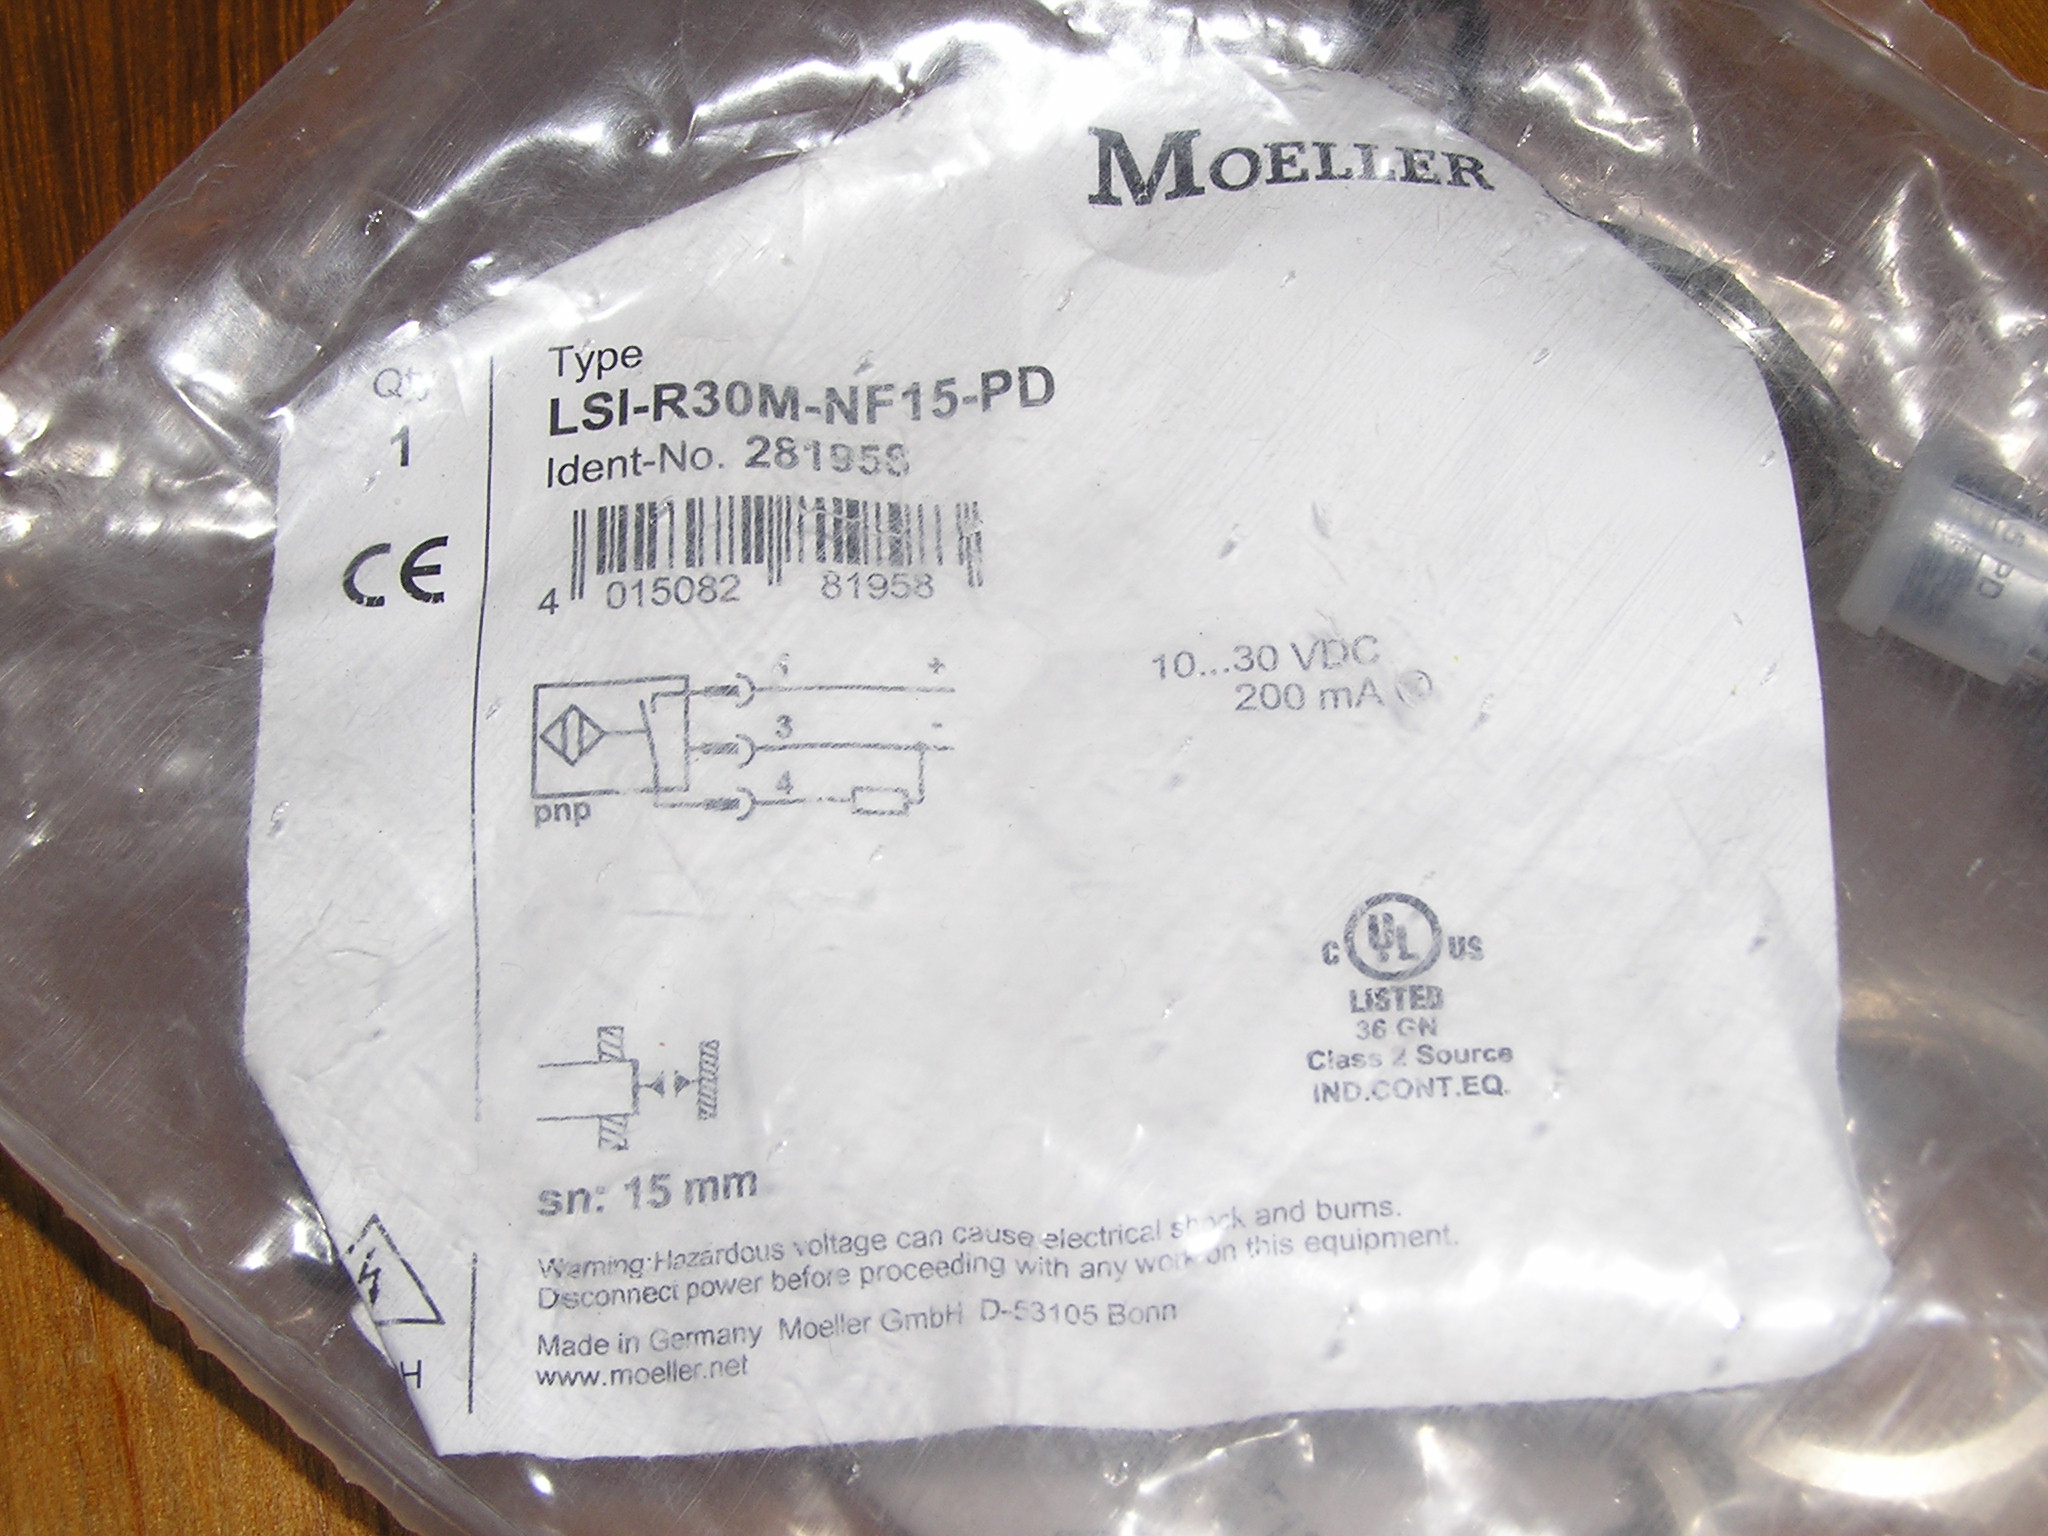 MOELLER
Qty
1
Type
LSI-R30M-NF15-PD
Ident-No. 281958
4 015082 81958
1 +
3 -
4
pnp
10...30 VDC
200 mA
C UL US
LISTED
36 GN
Class 2 Source
IND.CONT.EQ.
sn: 15 mm
Warning:Hazardous voltage can cause electrical shock and burns.
Disconnect power before proceeding with any work on this equipment.
Made in Germany Moeller GmbH D-53105 Bonn
www.moeller.net
H
CE
PD